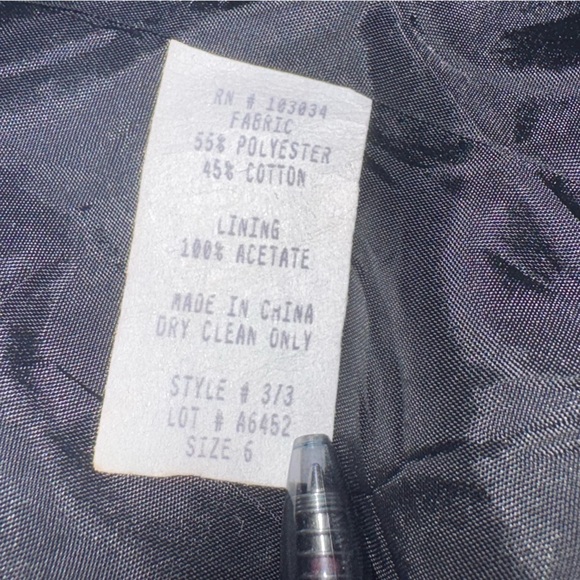 RN # 103034
FABRIC
55% POLYESTER
45% COTTON
LINING
100% ACETATE
MADE IN CHINA
DRY CLEAN ONLY
STYLE # 3/3
LOT # A6452
SIZE 6